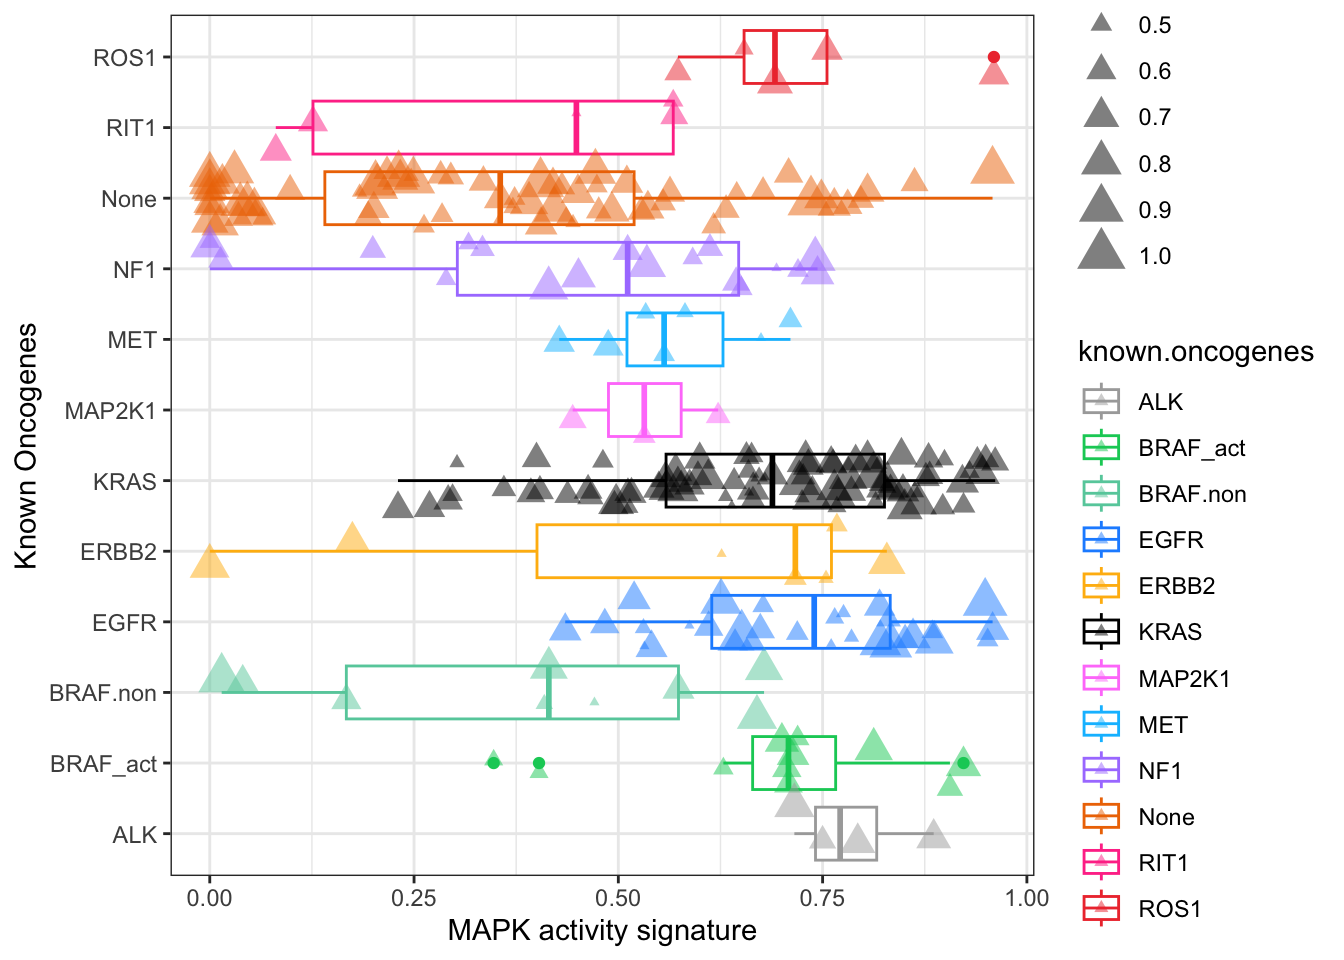 ROS1
RIT1
None
NF1
MET
MAP2K1
KRAS
ERBB2
EGFR
BRAF.non
BRAF_act
ALK
Known Oncogenes
0.00
0.25
0.50
0.75
1.00
MAPK activity signature
0.5
0.6
0.7
0.8
0.9
1.0
known.oncogenes
ALK
BRAF_act
BRAF.non
EGFR
ERBB2
KRAS
MAP2K1
MET
NF1
None
RIT1
ROS1